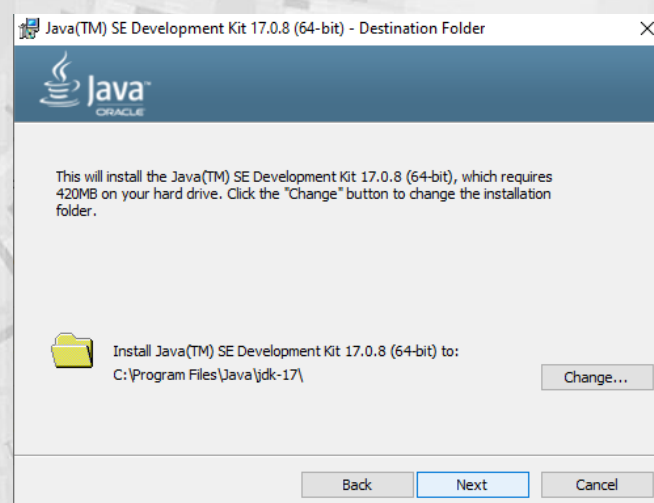 Java(TM) SE Development Kit 17.0.8 (64-bit) - Destination Folder
Java™
ORACLE
This will install the Java(TM) SE Development Kit 17.0.8 (64-bit), which requires
420MB on your hard drive. Click the "Change" button to change the installation
folder.
Install Java(TM) SE Development Kit 17.0.8 (64-bit) to:
C:\Program Files\Java\jdk-17\
Change...
Back Next Cancel